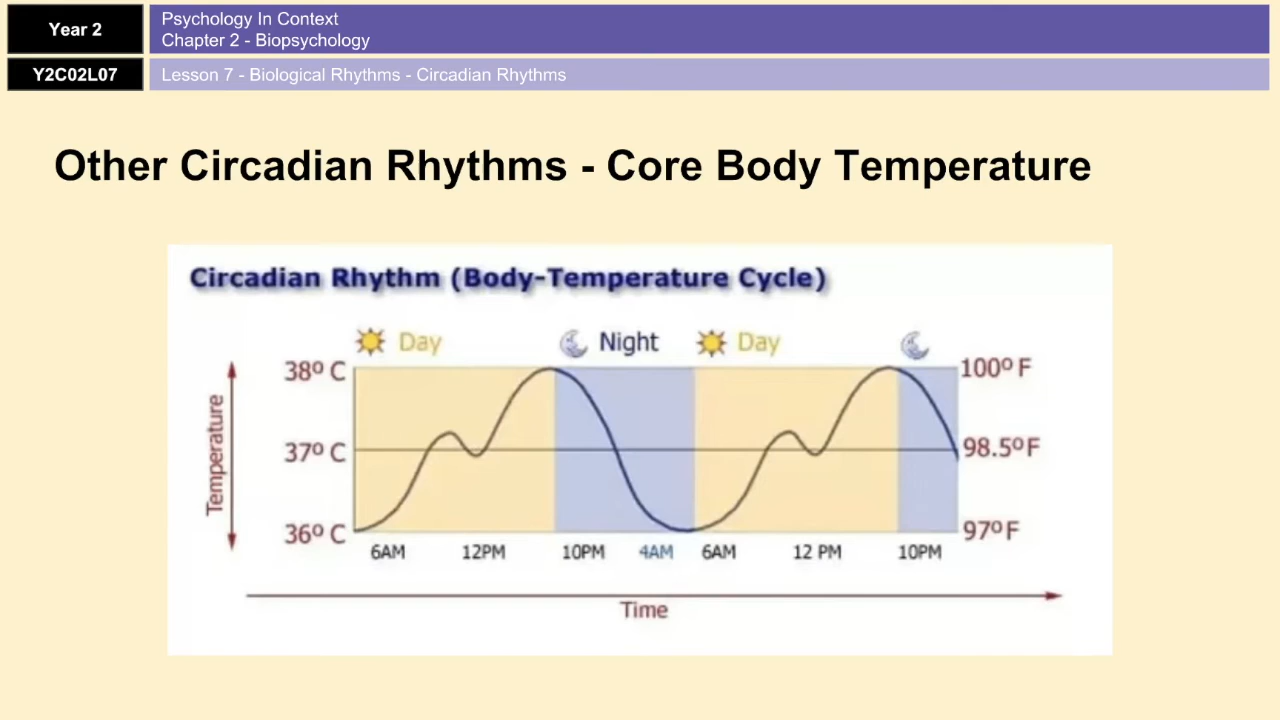 Year 2
Psychology In Context
Chapter 2 - Biopsychology
Y2C02L07
Lesson 7 - Biological Rhythms - Circadian Rhythms
Other Circadian Rhythms - Core Body Temperature
Circadian Rhythm (Body-Temperature Cycle)
Day Night Day
38º C 100º F
Temperature
37º C 98.5ºF
36º C 97ºF
6AM 12PM 10PM 4AM 6AM 12 PM 10PM
Time